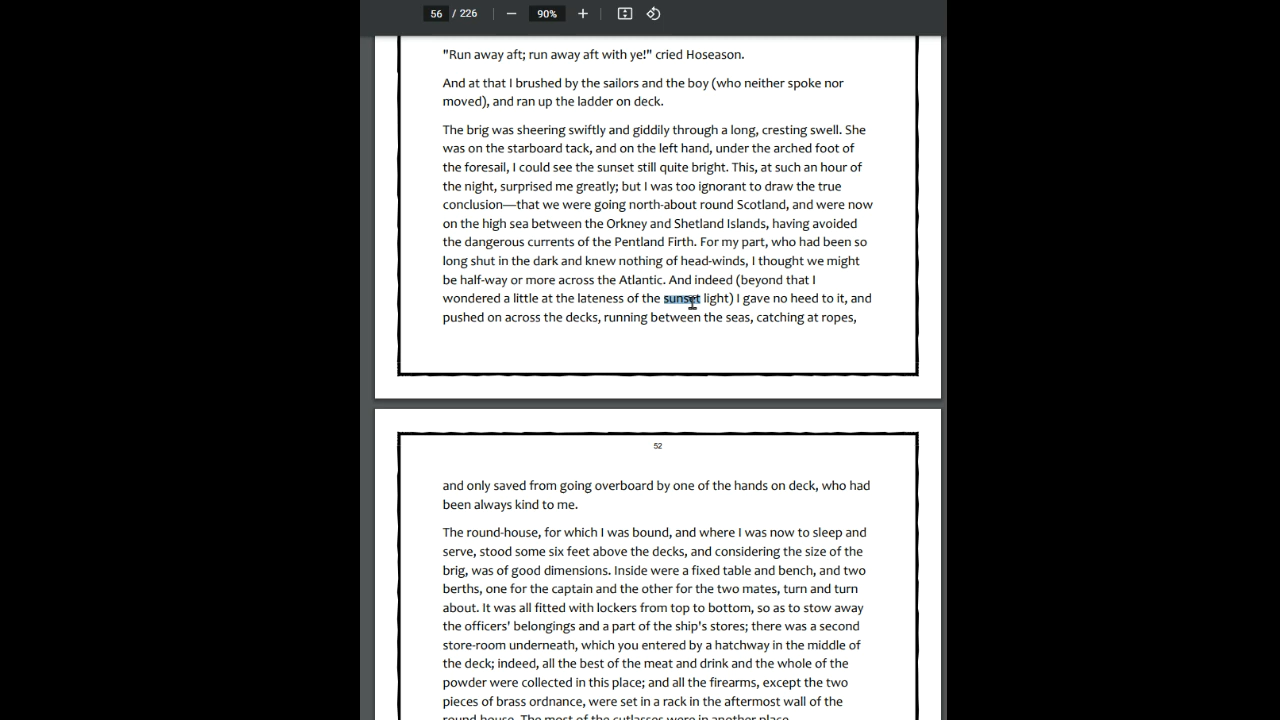 56 / 226 90%
"Run away aft; run away aft with ye!" cried Hoseason.
And at that I brushed by the sailors and the boy (who neither spoke nor
moved), and ran up the ladder on deck.
The brig was sheering swiftly and giddily through a long, cresting swell. She
was on the starboard tack, and on the left hand, under the arched foot of
the foresail, I could see the sunset still quite bright. This, at such an hour of
the night, surprised me greatly; but I was too ignorant to draw the true
conclusion—that we were going north-about round Scotland, and were now
on the high sea between the Orkney and Shetland Islands, having avoided
the dangerous currents of the Pentland Firth. For my part, who had been so
long shut in the dark and knew nothing of head-winds, I thought we might
be half-way or more across the Atlantic. And indeed (beyond that I
wondered a little at the lateness of the sunset light) I gave no heed to it, and
pushed on across the decks, running between the seas, catching at ropes,
52
and only saved from going overboard by one of the hands on deck, who had
been always kind to me.
The round-house, for which I was bound, and where I was now to sleep and
serve, stood some six feet above the decks, and considering the size of the
brig, was of good dimensions. Inside were a fixed table and bench, and two
berths, one for the captain and the other for the two mates, turn and turn
about. It was all fitted with lockers from top to bottom, so as to stow away
the officers' belongings and a part of the ship's stores; there was a second
store-room underneath, which you entered by a hatchway in the middle of
the deck; indeed, all the best of the meat and drink and the whole of the
powder were collected in this place; and all the firearms, except the two
pieces of brass ordnance, were set in a rack in the aftermost wall of the
round-house. The most of the cutlasses were in another place.